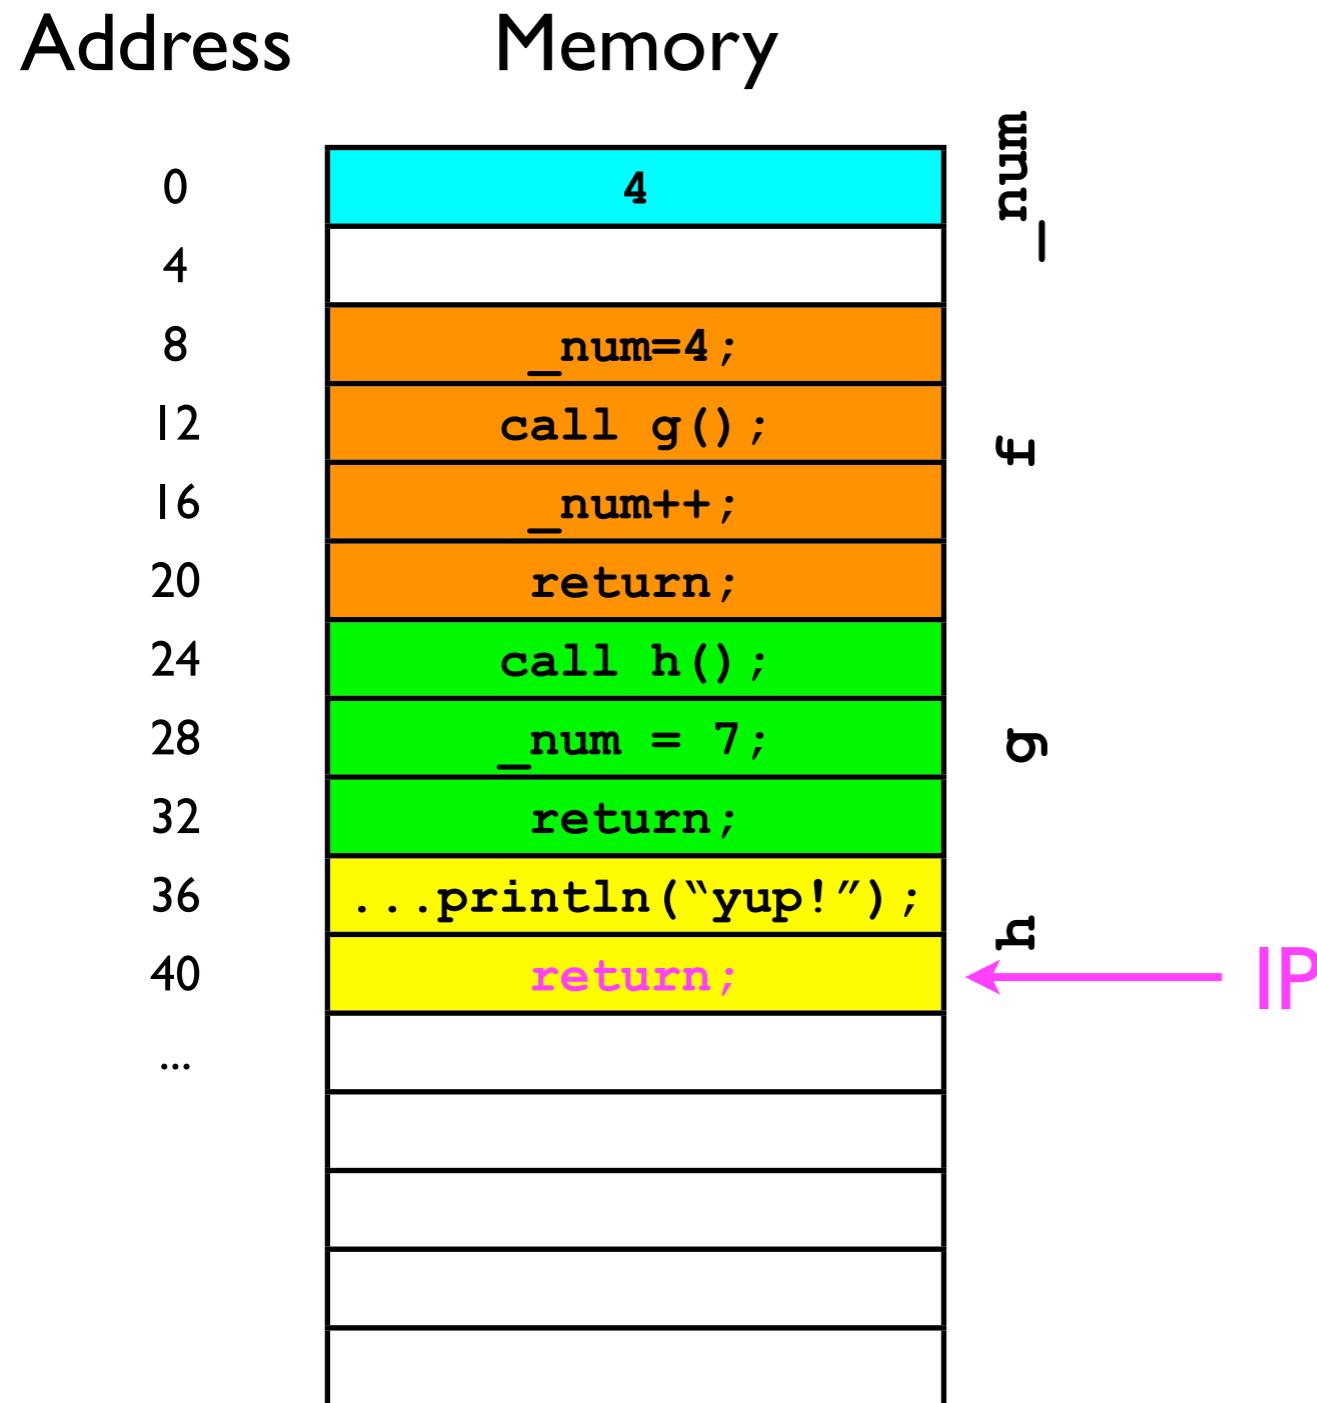 Address Memory
_num
0 4
4
8 _num=4;
12 call g();
f
16 _num++;
20 return;
24 call h();
28 _num = 7;
g
32 return;
36 ...println(“yup!”);
h
40 return; IP
...